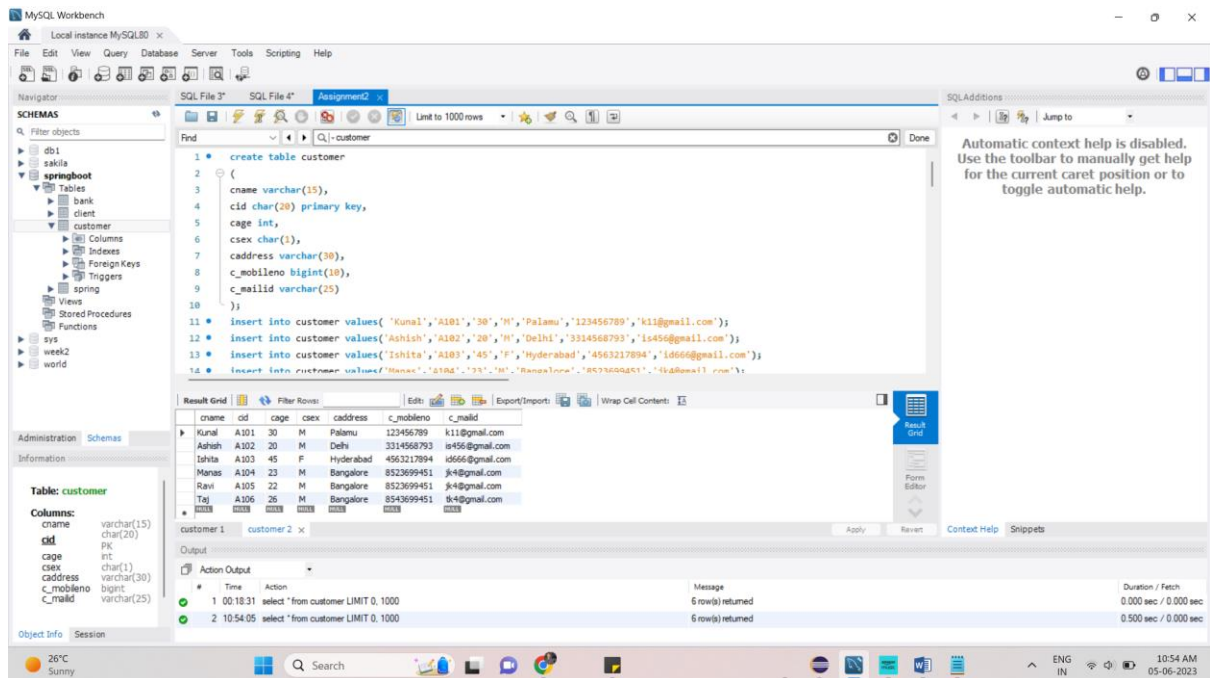 MySQL Workbench
Local instance MySQL80 ×
File Edit View Query Database Server Tools Scripting Help
Navigator
SCHEMAS
Filter objects
db1
sakila
springboot
Tables
bank
client
customer
Columns
Indexes
Foreign Keys
Triggers
spring
Views
Stored Procedures
Functions
sys
week2
world
Administration Schemas
Information
Table: customer
Columns:
cname varchar(15)
cid char(20) PK
cage int
csex char(1)
caddress varchar(30)
c_mobileno bigint
c_mailid varchar(25)
Object Info Session
SQL File 3* SQL File 4* Assignment2 ×
Limit to 1000 rows
Find - customer Done
1 create table customer
2 (
3 cname varchar(15),
4 cid char(20) primary key,
5 cage int,
6 csex char(1),
7 caddress varchar(30),
8 c_mobileno bigint(10),
9 c_mailid varchar(25)
10 );
11 insert into customer values( 'Kunal','A101','30','M','Palamu','123456789','k11@gmail.com');
12 insert into customer values('Ashish','A102','20','M','Delhi','3314568793','is456@gmail.com');
13 insert into customer values('Ishita','A103','45','F','Hyderabad','4563217894','id666@gmail.com');
14 insert into customer values('Manas','A104','23','M','Bangalore','8523699451','jk4@gmail.com');
Result Grid Filter Rows: Edit: Export/Import: Wrap Cell Content:
cname cid cage csex caddress c_mobileno c_mailid
Kunal A101 30 M Palamu 123456789 k11@gmail.com
Ashish A102 20 M Delhi 3314568793 is456@gmail.com
Ishita A103 45 F Hyderabad 4563217894 id666@gmail.com
Manas A104 23 M Bangalore 8523699451 jk4@gmail.com
Ravi A105 22 M Bangalore 8523699451 jk4@gmail.com
Taj A106 26 M Bangalore 8543699451 tk4@gmail.com
NULL NULL NULL NULL NULL NULL NULL
Result Grid
Form Editor
customer 1 customer 2 × Apply Revert
Output
Action Output
# Time Action Message Duration / Fetch
1 00:18:31 select * from customer LIMIT 0, 1000 6 row(s) returned 0.000 sec / 0.000 sec
2 10:54:05 select * from customer LIMIT 0, 1000 6 row(s) returned 0.500 sec / 0.000 sec
SQLAdditions
Jump to
Automatic context help is disabled.
Use the toolbar to manually get help
for the current caret position or to
toggle automatic help.
Context Help Snippets
26°C
Sunny
Search
ENG
IN
10:54 AM
05-06-2023